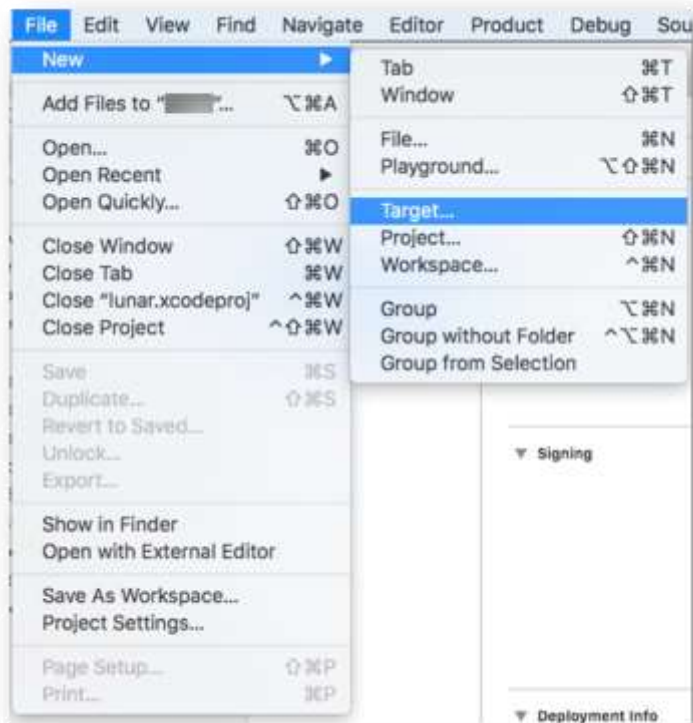 File Edit View Find Navigate Editor Product Debug Sou
New ▶
Add Files to "
"... ⌥⌘A
Open... ⌘O
Open Recent ▶
Open Quickly... ⇧⌘O
Close Window ⇧⌘W
Close Tab ⌘W
Close "lunar.xcodeproj" ^⌘W
Close Project ^⇧⌘W
Save ⌘S
Duplicate... ⇧⌘S
Revert to Saved...
Unlock...
Export...
Show in Finder
Open with External Editor
Save As Workspace...
Project Settings...
Page Setup... ⇧⌘P
Print... ⌘P
Tab ⌘T
Window ⇧⌘T
File... ⌘N
Playground... ⌥⇧⌘N
Target...
Project... ⇧⌘N
Workspace... ^⌘N
Group ⌥⌘N
Group without Folder ^⌥⌘N
Group from Selection
▼ Signing
▼ Deployment Info